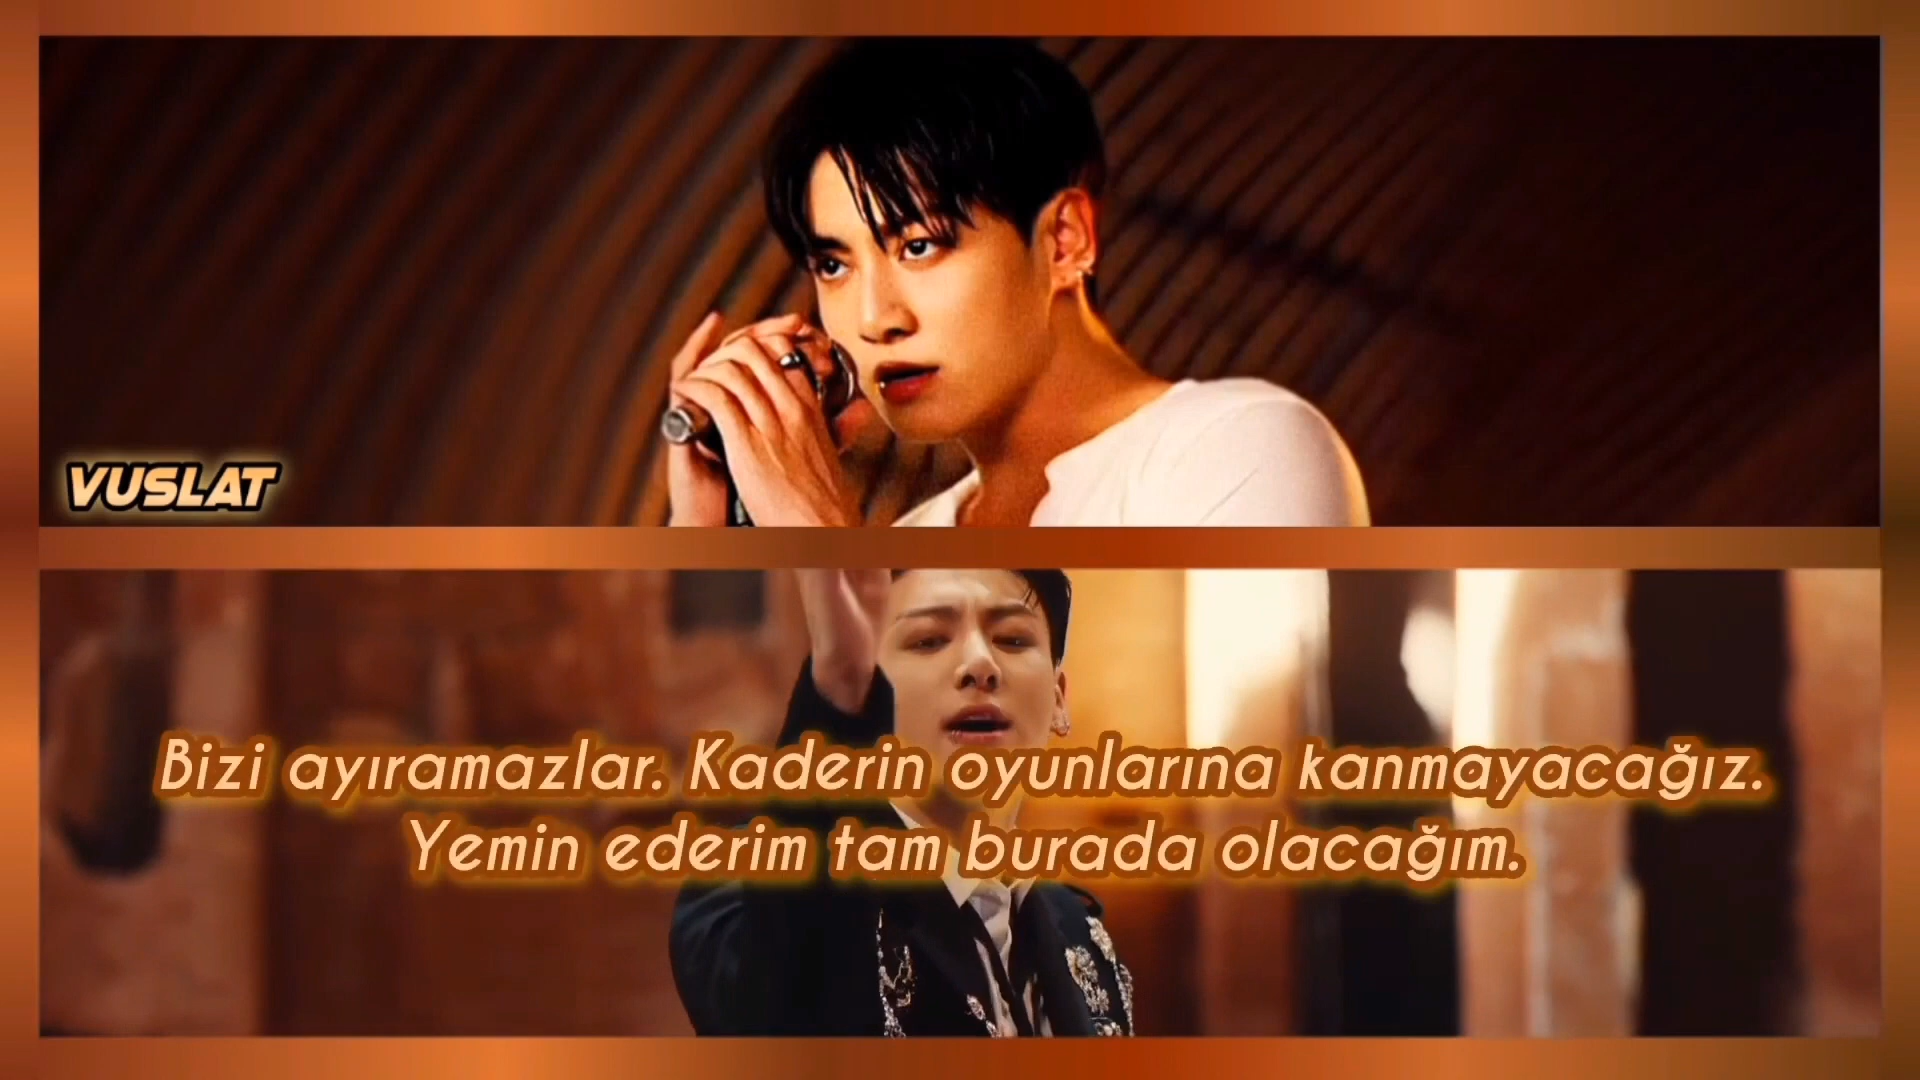 VUSLAT
Bizi ayıramazlar. Kaderin oyunlarına kanmayacağız.
Yemin ederim tam burada olacağım.